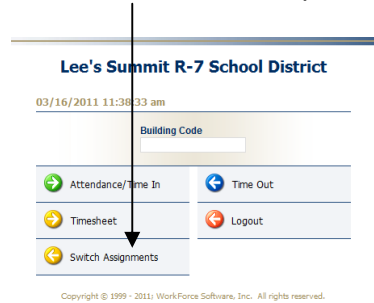 Lee's Summit R-7 School District
03/16/2011 11:38:33 am
Building Code
Attendance/Time In
Time Out
Timesheet
Logout
Switch Assignments
Copyright © 1999 - 2011: WorkForce Software, Inc. All rights reserved.